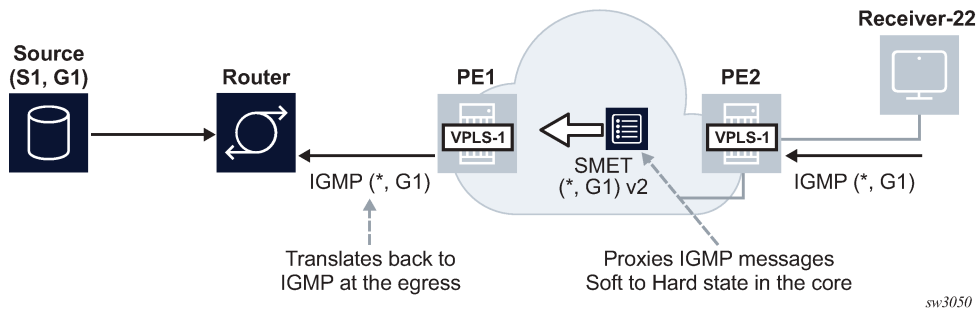 Receiver-22
Source
(S1, G1)
Router
PE1
PE2
VPLS-1
VPLS-1
SMET
(*, G1) v2
IGMP (*, G1)
IGMP (*, G1)
Translates back to
IGMP at the egress
Proxies IGMP messages
Soft to Hard state in the core
sw3050